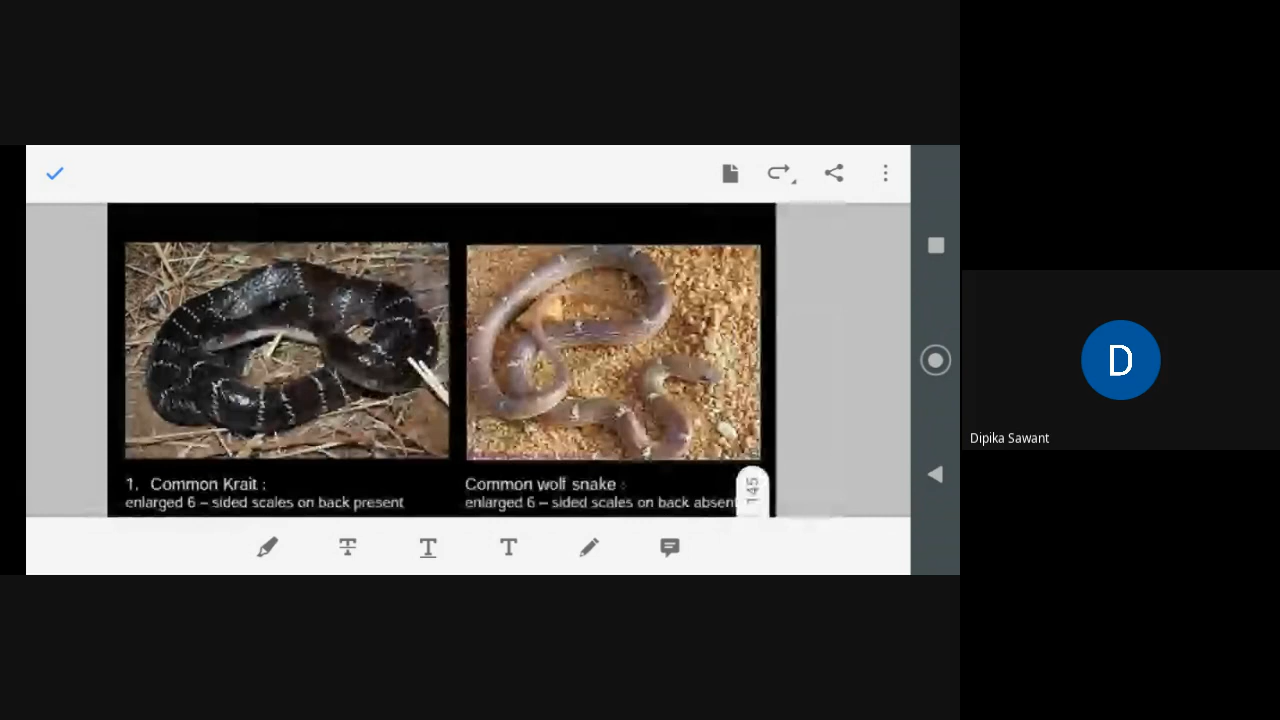 1. Common Krait :
enlarged 6 – sided scales on back present
Common wolf snake :
enlarged 6 – sided scales on back absent
145
D
Dipika Sawant